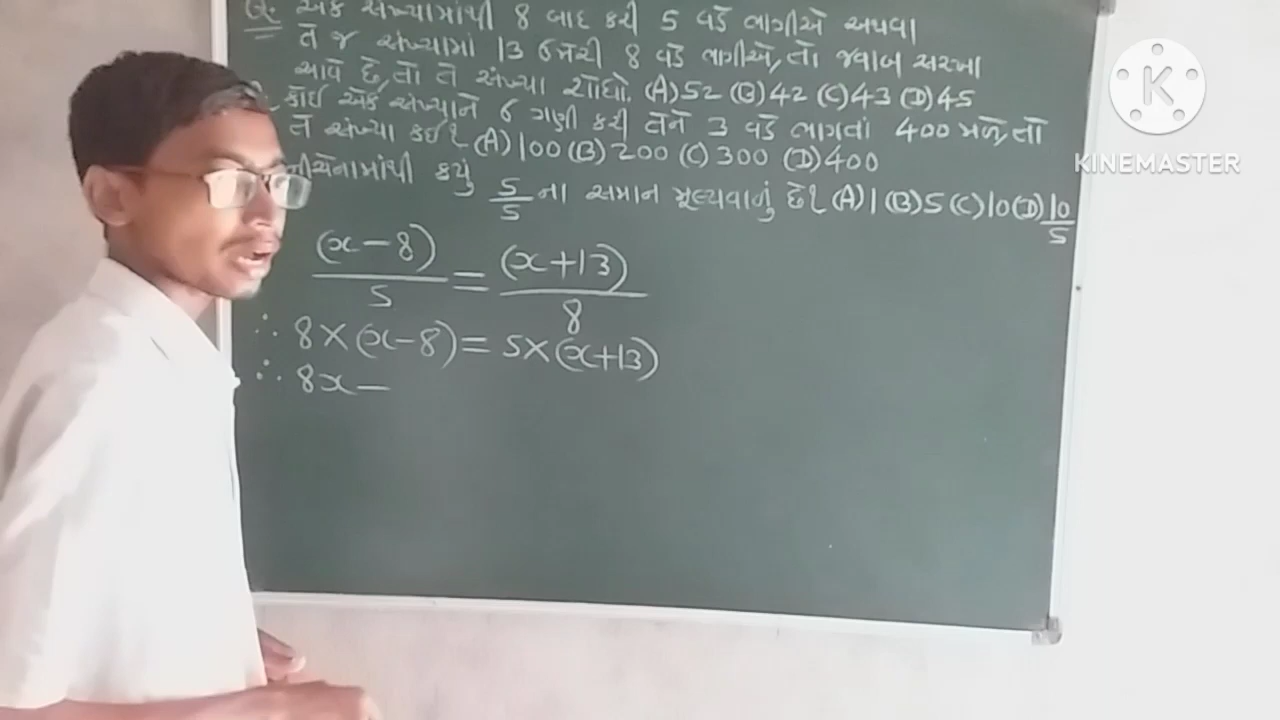 Q. એક સંખ્યામાંથી 8 બાદ કરી 5 વડે ભાગીએ અથવા
તે જ સંખ્યામાં 13 ઉમેરી 8 વડે ભાગીએ, તો જવાબ સરખા
આવે છે, તો તે સંખ્યા શોધો. (A) 52 (B) 42 (C) 43 (D) 45
કોઈ એક સંખ્યાને 6 ગણી કરી તેને 3 વડે ભાગતાં 400 મળે, તો
તે સંખ્યા કઈ? (A) 100 (B) 200 (C) 300 (D) 400
કયું 5/5 ના સમાન મૂલ્યવાળું છે? (A) 1 (B) 5 (C) 10 (D) 10/5
(x-8)/5 = (x+13)/8
∴ 8×(x-8) = 5×(x+13)
∴ 8x-
K
KINEMASTER